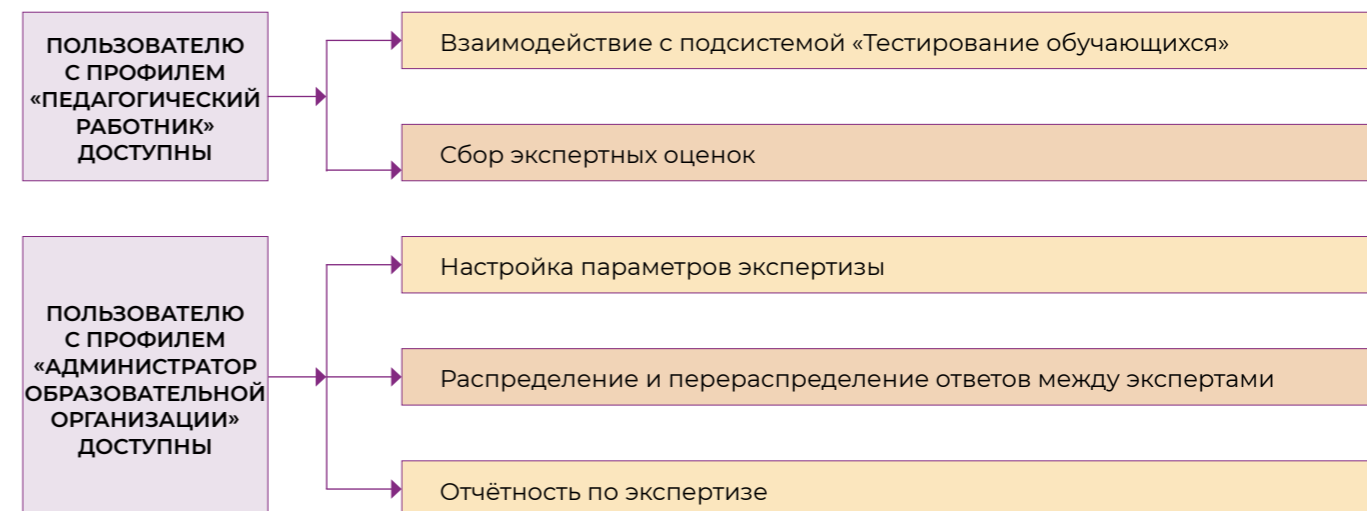 ПОЛЬЗОВАТЕЛЮ
С ПРОФИЛЕМ
«ПЕДАГОГИЧЕСКИЙ
РАБОТНИК»
ДОСТУПНЫ
Взаимодействие с подсистемой «Тестирование обучающихся»
Сбор экспертных оценок
ПОЛЬЗОВАТЕЛЮ
С ПРОФИЛЕМ
«АДМИНИСТРАТОР
ОБРАЗОВАТЕЛЬНОЙ
ОРГАНИЗАЦИИ»
ДОСТУПНЫ
Настройка параметров экспертизы
Распределение и перераспределение ответов между экспертами
Отчётность по экспертизе